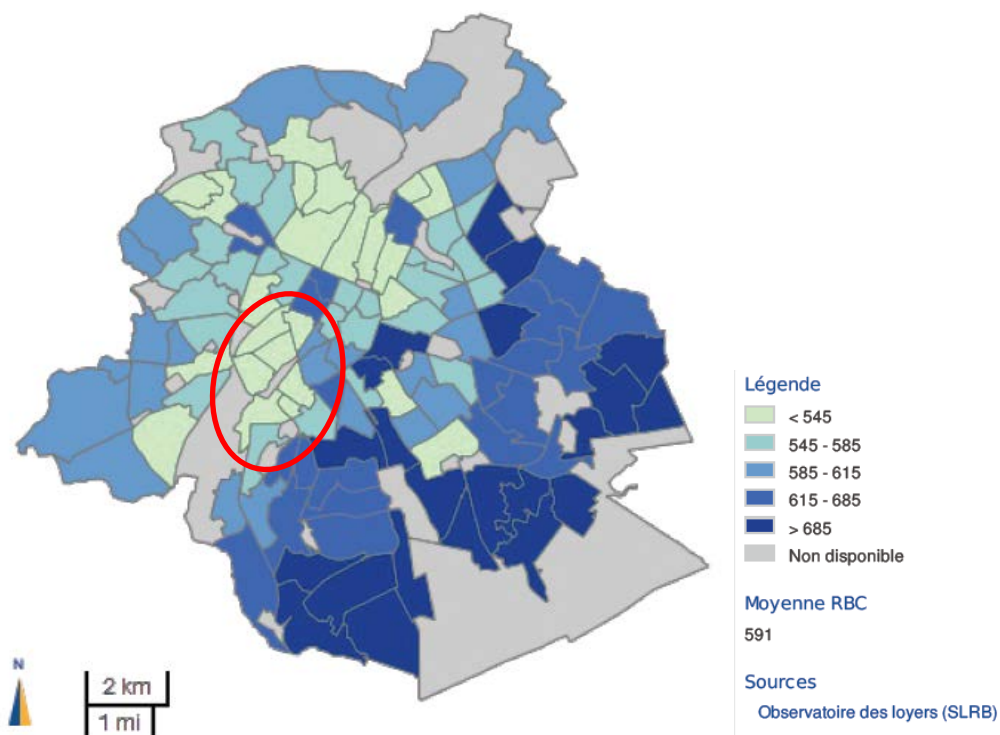 Légende
< 545
545 - 585
585 - 615
615 - 685
> 685
Non disponible
Moyenne RBC
591
Sources
Observatoire des loyers (SLRB)
N
2 km
1 mi